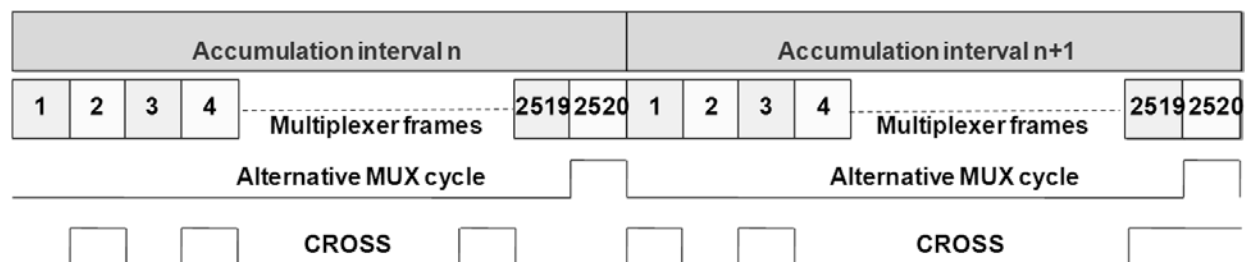 Accumulation interval n Accumulation interval n+1
1 2 3 4 2519 2520 1 2 3 4 2519 2520
Multiplexer frames Multiplexer frames
Alternative MUX cycle Alternative MUX cycle
CROSS CROSS